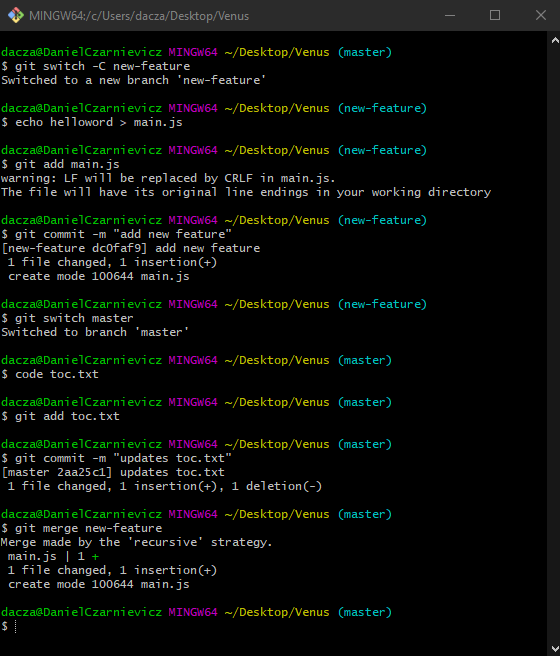 MINGW64:/c/Users/dacza/Desktop/Venus
dacza@DanielCzarnievicz MINGW64 ~/Desktop/Venus (master)
$ git switch -C new-feature
Switched to a new branch 'new-feature'
dacza@DanielCzarnievicz MINGW64 ~/Desktop/Venus (new-feature)
$ echo helloword > main.js
dacza@DanielCzarnievicz MINGW64 ~/Desktop/Venus (new-feature)
$ git add main.js
warning: LF will be replaced by CRLF in main.js.
The file will have its original line endings in your working directory
dacza@DanielCzarnievicz MINGW64 ~/Desktop/Venus (new-feature)
$ git commit -m "add new feature"
[new-feature dc0faf9] add new feature
 1 file changed, 1 insertion(+)
 create mode 100644 main.js
dacza@DanielCzarnievicz MINGW64 ~/Desktop/Venus (new-feature)
$ git switch master
Switched to branch 'master'
dacza@DanielCzarnievicz MINGW64 ~/Desktop/Venus (master)
$ code toc.txt
dacza@DanielCzarnievicz MINGW64 ~/Desktop/Venus (master)
$ git add toc.txt
dacza@DanielCzarnievicz MINGW64 ~/Desktop/Venus (master)
$ git commit -m "updates toc.txt"
[master 2aa25c1] updates toc.txt
 1 file changed, 1 insertion(+), 1 deletion(-)
dacza@DanielCzarnievicz MINGW64 ~/Desktop/Venus (master)
$ git merge new-feature
Merge made by the 'recursive' strategy.
 main.js | 1 +
 1 file changed, 1 insertion(+)
 create mode 100644 main.js
dacza@DanielCzarnievicz MINGW64 ~/Desktop/Venus (master)
$